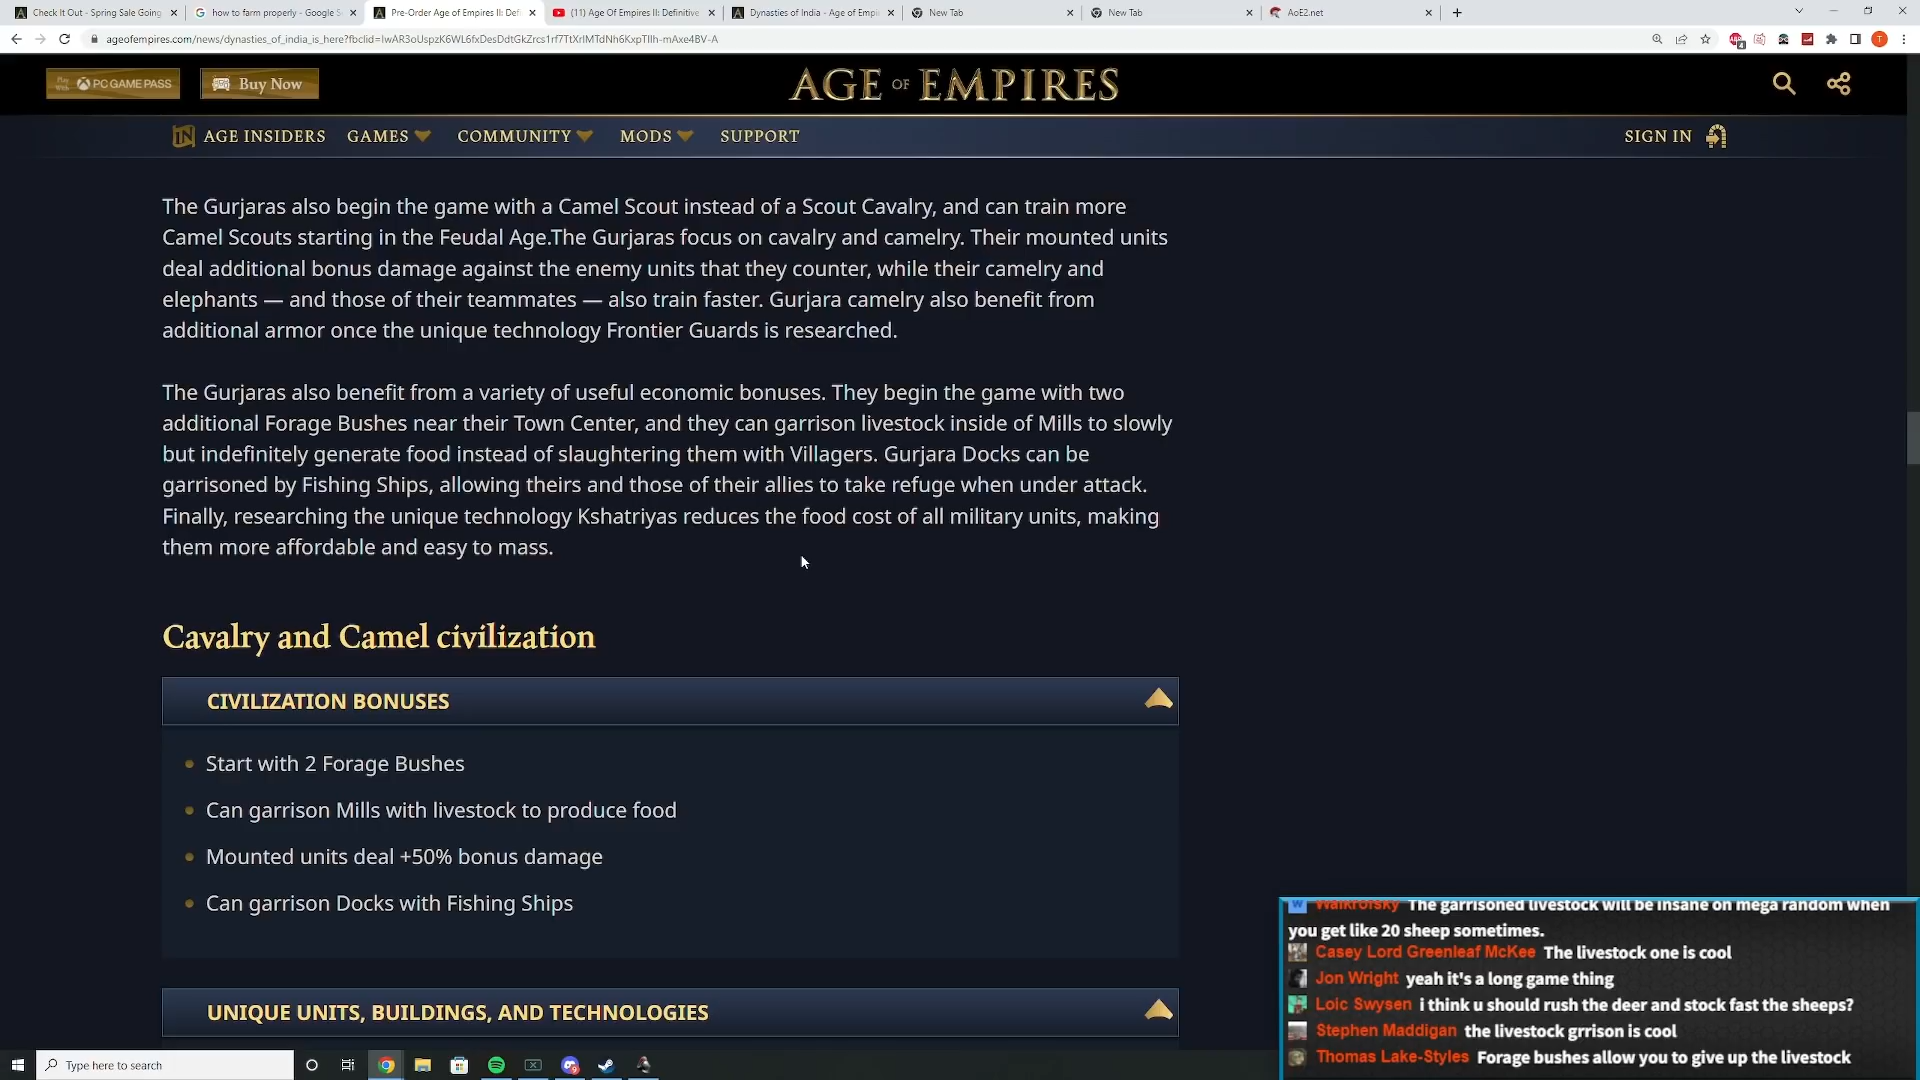 Check It Out - Spring Sale Going
how to farm properly - Google S
Pre-Order Age of Empires II: Defi
(11) Age Of Empires II: Definitive
Dynasties of India - Age of Empi
New Tab
New Tab
AoE2.net
Play With PC GAME PASS
Buy Now
AGE OF EMPIRES
IN AGE INSIDERS GAMES COMMUNITY MODS SUPPORT SIGN IN
The Gurjaras also begin the game with a Camel Scout instead of a Scout Cavalry, and can train more
Camel Scouts starting in the Feudal Age.The Gurjaras focus on cavalry and camelry. Their mounted units
deal additional bonus damage against the enemy units that they counter, while their camelry and
elephants — and those of their teammates — also train faster. Gurjara camelry also benefit from
additional armor once the unique technology Frontier Guards is researched.
The Gurjaras also benefit from a variety of useful economic bonuses. They begin the game with two
additional Forage Bushes near their Town Center, and they can garrison livestock inside of Mills to slowly
but indefinitely generate food instead of slaughtering them with Villagers. Gurjara Docks can be
garrisoned by Fishing Ships, allowing theirs and those of their allies to take refuge when under attack.
Finally, researching the unique technology Kshatriyas reduces the food cost of all military units, making
them more affordable and easy to mass.
Cavalry and Camel civilization
CIVILIZATION BONUSES
Start with 2 Forage Bushes
Can garrison Mills with livestock to produce food
Mounted units deal +50% bonus damage
Can garrison Docks with Fishing Ships
UNIQUE UNITS, BUILDINGS, AND TECHNOLOGIES
The garrisoned livestock will be insane on mega random when
you get like 20 sheep sometimes.
Casey Lord Greenleaf McKee The livestock one is cool
Jon Wright yeah it's a long game thing
Loic Swysen i think u should rush the deer and stock fast the sheeps?
Stephen Maddigan the livestock grrison is cool
Thomas Lake-Styles Forage bushes allow you to give up the livestock
Type here to search